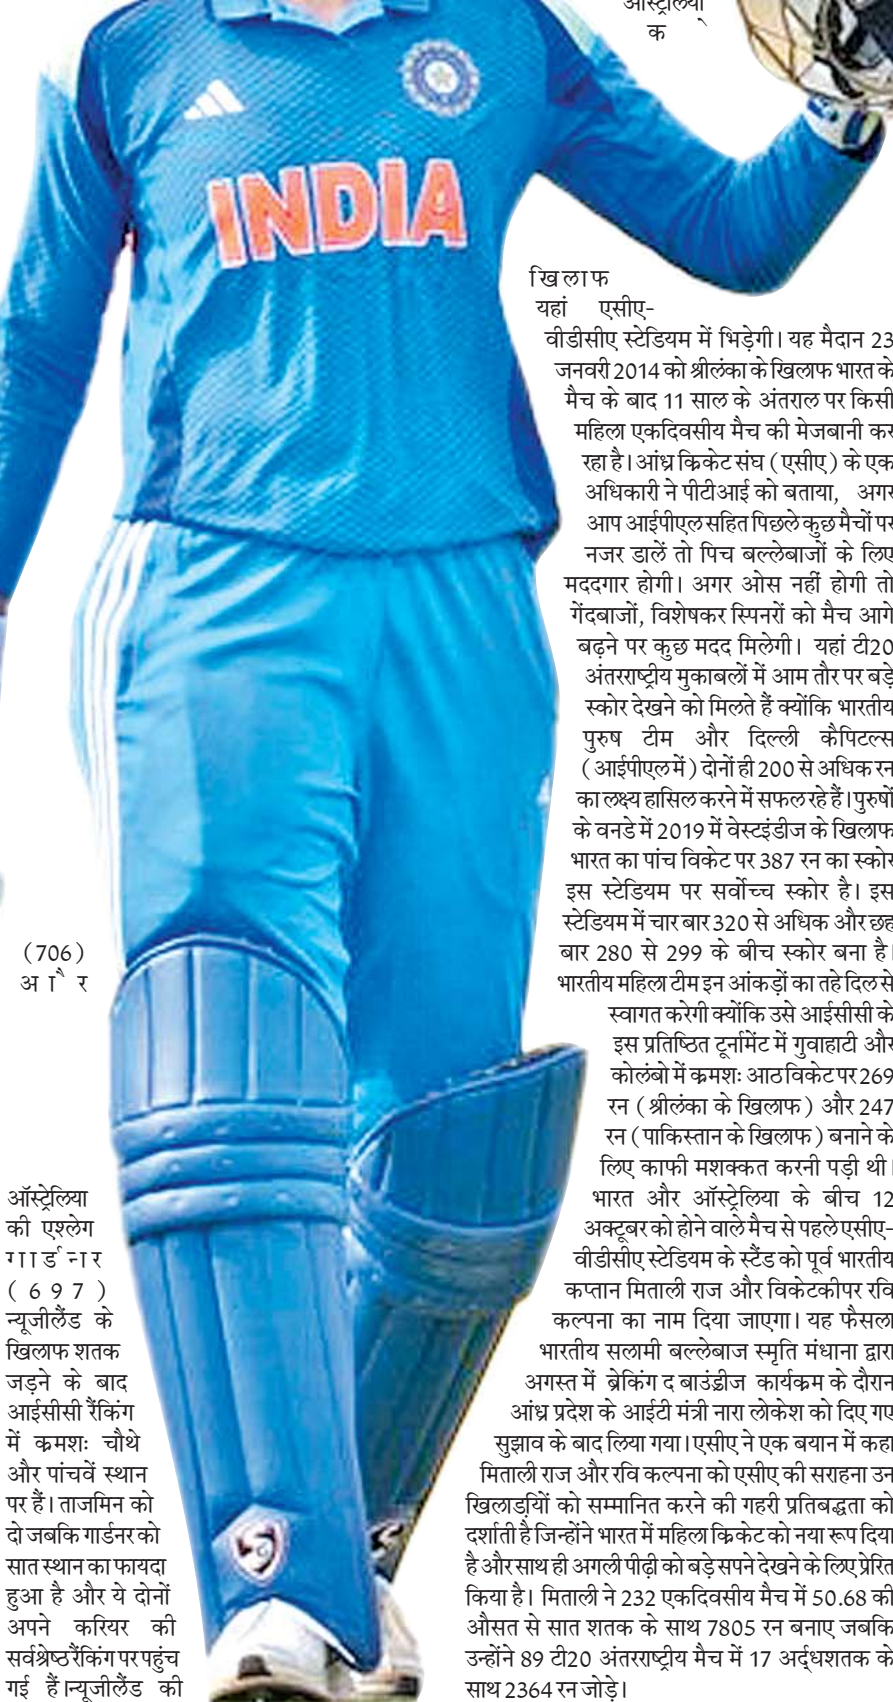 INDIA
(706)
और
ऑस्ट्रेलिया
की एश्लेग
गार्डनर
(697)
न्यूजीलैंड के
खिलाफ शतक
जड़ने के बाद
आईसीसी रैंकिंग
में क्रमशः चौथे
और पांचवें स्थान
पर हैं। ताजमिन को
दो जबकि गार्डनर को
सात स्थान का फायदा
हुआ है और ये दोनों
अपने करियर की
सर्वश्रेष्ठ रैंकिंग पर पहुंच
गई हैं।न्यूजीलैंड की
ऑस्ट्रेलिया
के
खिलाफ
यहां एसीए-
वीडीसीए स्टेडियम में भिड़ेगी। यह मैदान 23
जनवरी 2014 को श्रीलंका के खिलाफ भारत के
मैच के बाद 11 साल के अंतराल पर किसी
महिला एकदिवसीय मैच की मेजबानी कर
रहा है। आंध्र क्रिकेट संघ (एसीए) के एक
अधिकारी ने पीटीआई को बताया, अगर
आप आईपीएल सहित पिछले कुछ मैचों पर
नजर डालें तो पिच बल्लेबाजों के लिए
मददगार होगी। अगर ओस नहीं होगी तो
गेंदबाजों, विशेषकर स्पिनरों को मैच आगे
बढ़ने पर कुछ मदद मिलेगी। यहां टी20
अंतरराष्ट्रीय मुकाबलों में आम तौर पर बड़े
स्कोर देखने को मिलते हैं क्योंकि भारतीय
पुरुष टीम और दिल्ली कैपिटल्स
(आईपीएल में) दोनों ही 200 से अधिक रन
का लक्ष्य हासिल करने में सफल रहे हैं। पुरुषों
के वनडे में 2019 में वेस्टइंडीज के खिलाफ
भारत का पांच विकेट पर 387 रन का स्कोर
इस स्टेडियम पर सर्वोच्च स्कोर है। इस
स्टेडियम में चार बार 320 से अधिक और छह
बार 280 से 299 के बीच स्कोर बना है।
भारतीय महिला टीम इन आंकड़ों का तहे दिल से
स्वागत करेगी क्योंकि उसे आईसीसी के
इस प्रतिष्ठित टूर्नामेंट में गुवाहाटी और
कोलंबो में क्रमशः आठ विकेट पर 269
रन (श्रीलंका के खिलाफ) और 247
रन (पाकिस्तान के खिलाफ) बनाने के
लिए काफी मशक्कत करनी पड़ी थी।
भारत और ऑस्ट्रेलिया के बीच 12
अक्टूबर को होने वाले मैच से पहले एसीए-
वीडीसीए स्टेडियम के स्टैंड को पूर्व भारतीय
कप्तान मिताली राज और विकेटकीपर रवि
कल्पना का नाम दिया जाएगा। यह फैसला
भारतीय सलामी बल्लेबाज स्मृति मंधाना द्वारा
अगस्त में ब्रेकिंग द बाउंड्रीज कार्यक्रम के दौरान
आंध्र प्रदेश के आईटी मंत्री नारा लोकेश को दिए गए
सुझाव के बाद लिया गया। एसीए ने एक बयान में कहा
मिताली राज और रवि कल्पना को एसीए की सराहना उन
खिलाड़यिों को सम्मानित करने की गहरी प्रतिबद्धता को
दर्शाती है जिन्होंने भारत में महिला क्रिकेट को नया रूप दिया
है और साथ ही अगली पीढ़ी को बड़े सपने देखने के लिए प्रेरित
किया है। मिताली ने 232 एकदिवसीय मैच में 50.68 की
औसत से सात शतक के साथ 7805 रन बनाए जबकि
उन्होंने 89 टी20 अंतरराष्ट्रीय मैच में 17 अर्द्धशतक के
साथ 2364 रन जोड़े।